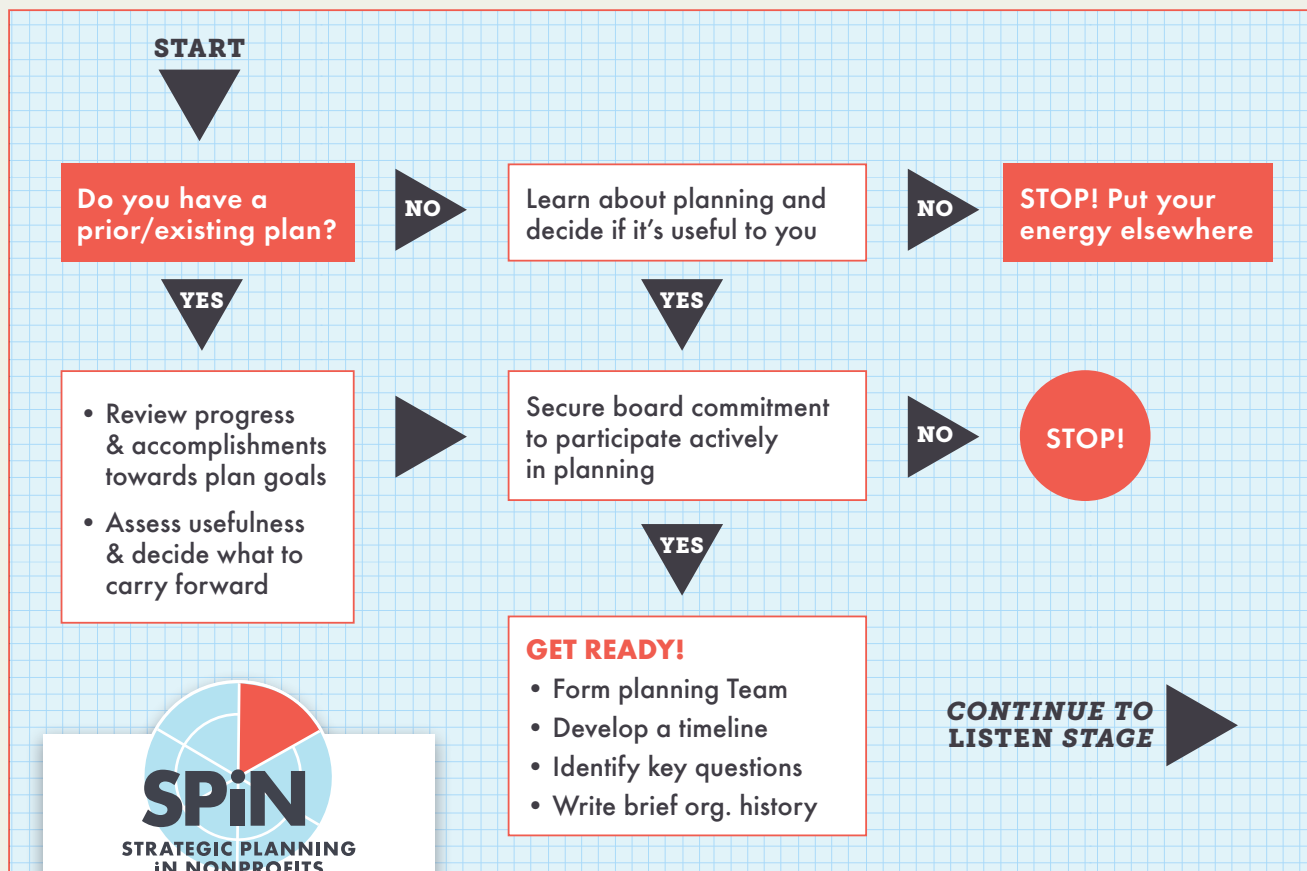 START
Do you have a
prior/existing plan?
NO
Learn about planning and
decide if it's useful to you
NO
STOP! Put your
energy elsewhere
YES
YES
• Review progress
& accomplishments
towards plan goals
• Assess usefulness
& decide what to
carry forward
Secure board commitment
to participate actively
in planning
NO
STOP!
YES
GET READY!
• Form planning Team
• Develop a timeline
• Identify key questions
• Write brief org. history
CONTINUE TO
LISTEN STAGE
SPiN
STRATEGIC PLANNING
iN NONPROFITS